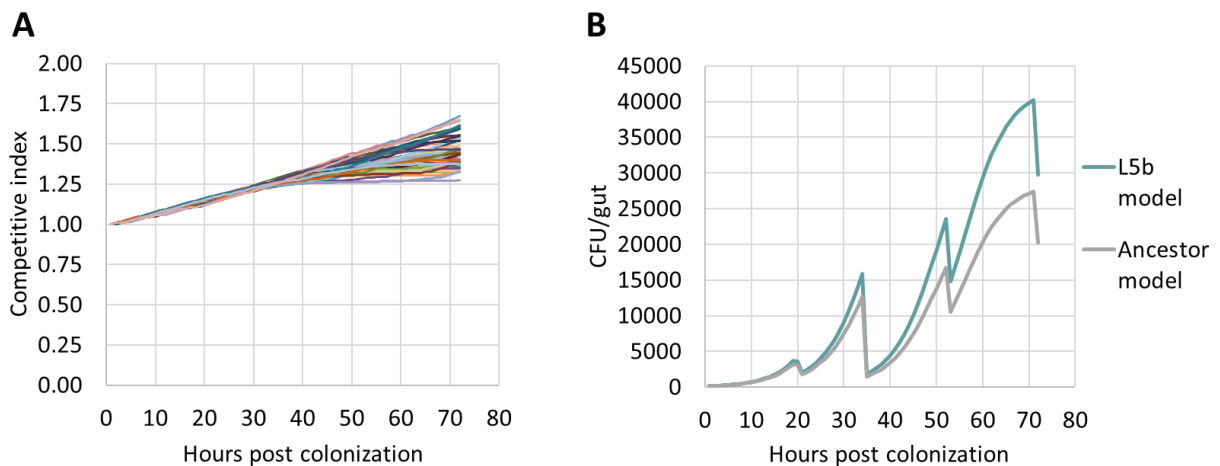 A
2.00
1.75
1.50
1.25
1.00
0.75
0.50
0.25
0.00
Competitive index
0 10 20 30 40 50 60 70 80
Hours post colonization
B
45000
40000
35000
30000
25000
20000
15000
10000
5000
0
CFU/gut
0 10 20 30 40 50 60 70 80
Hours post colonization
L5b
model
Ancestor
model